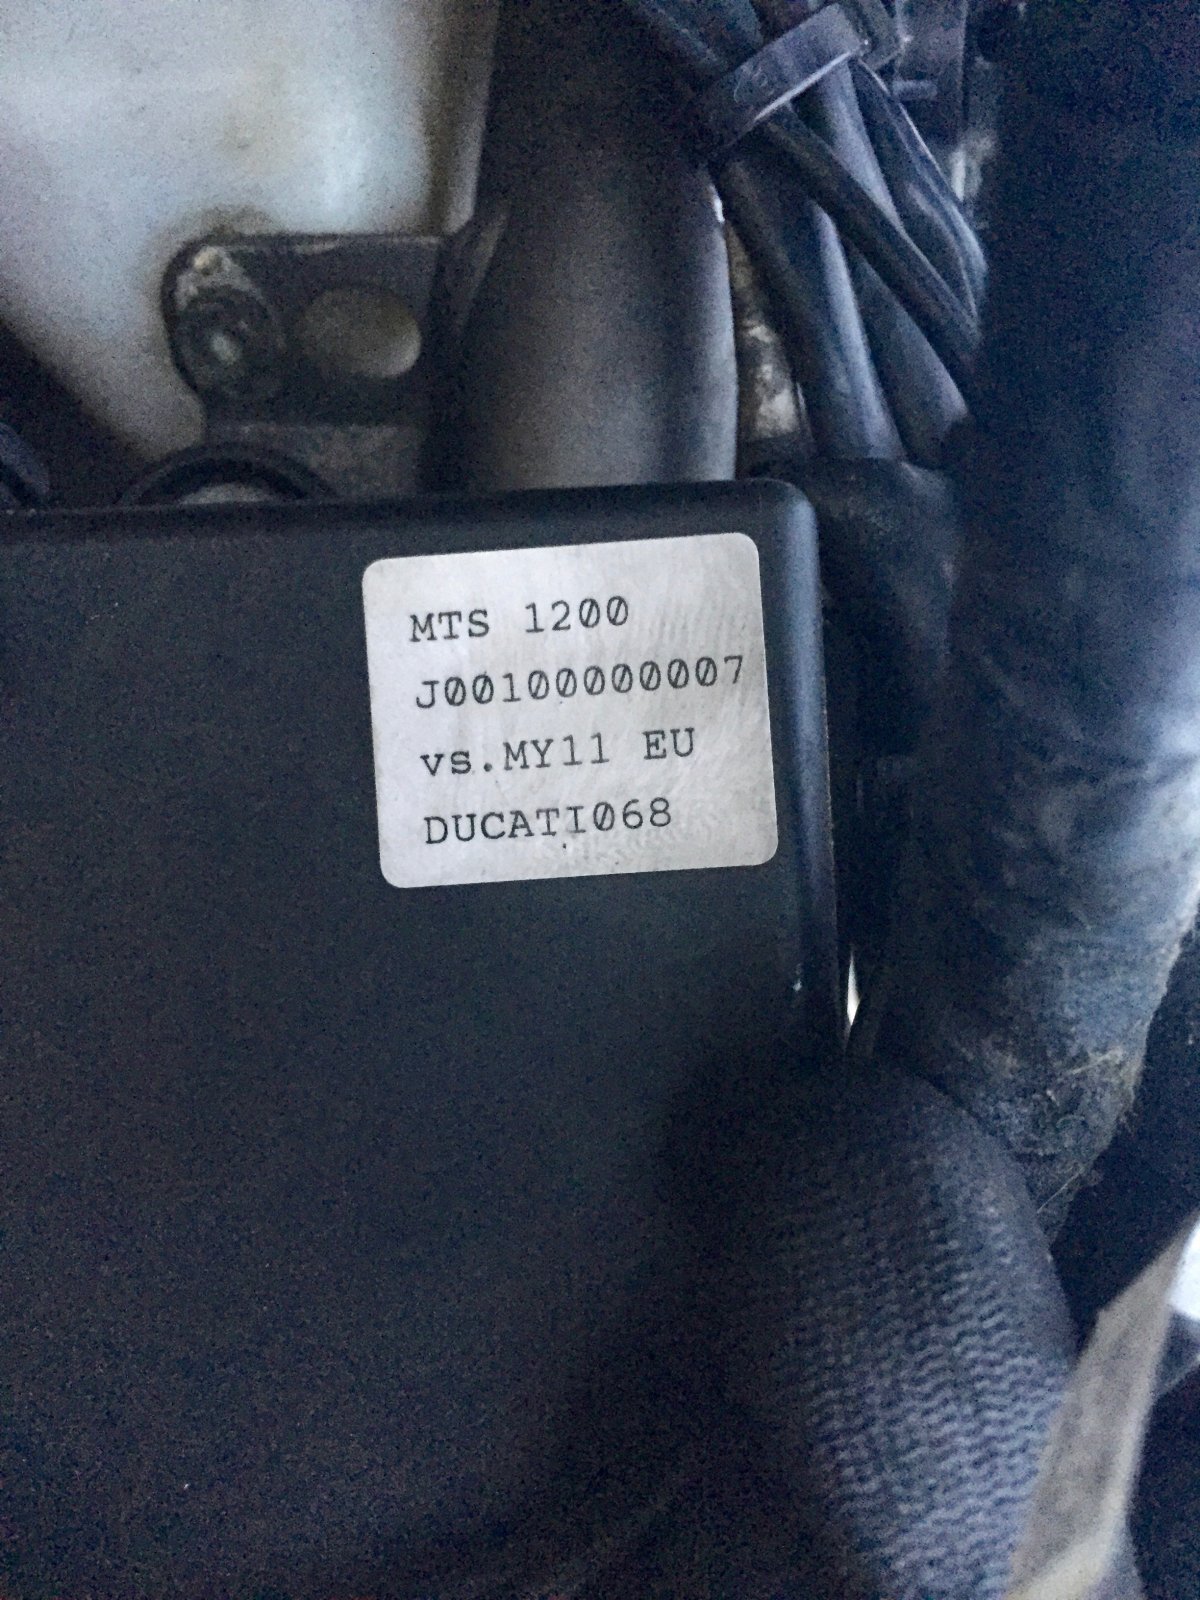 MTS 1200
J00100000007
vs.MY11 EU
DUCATI068